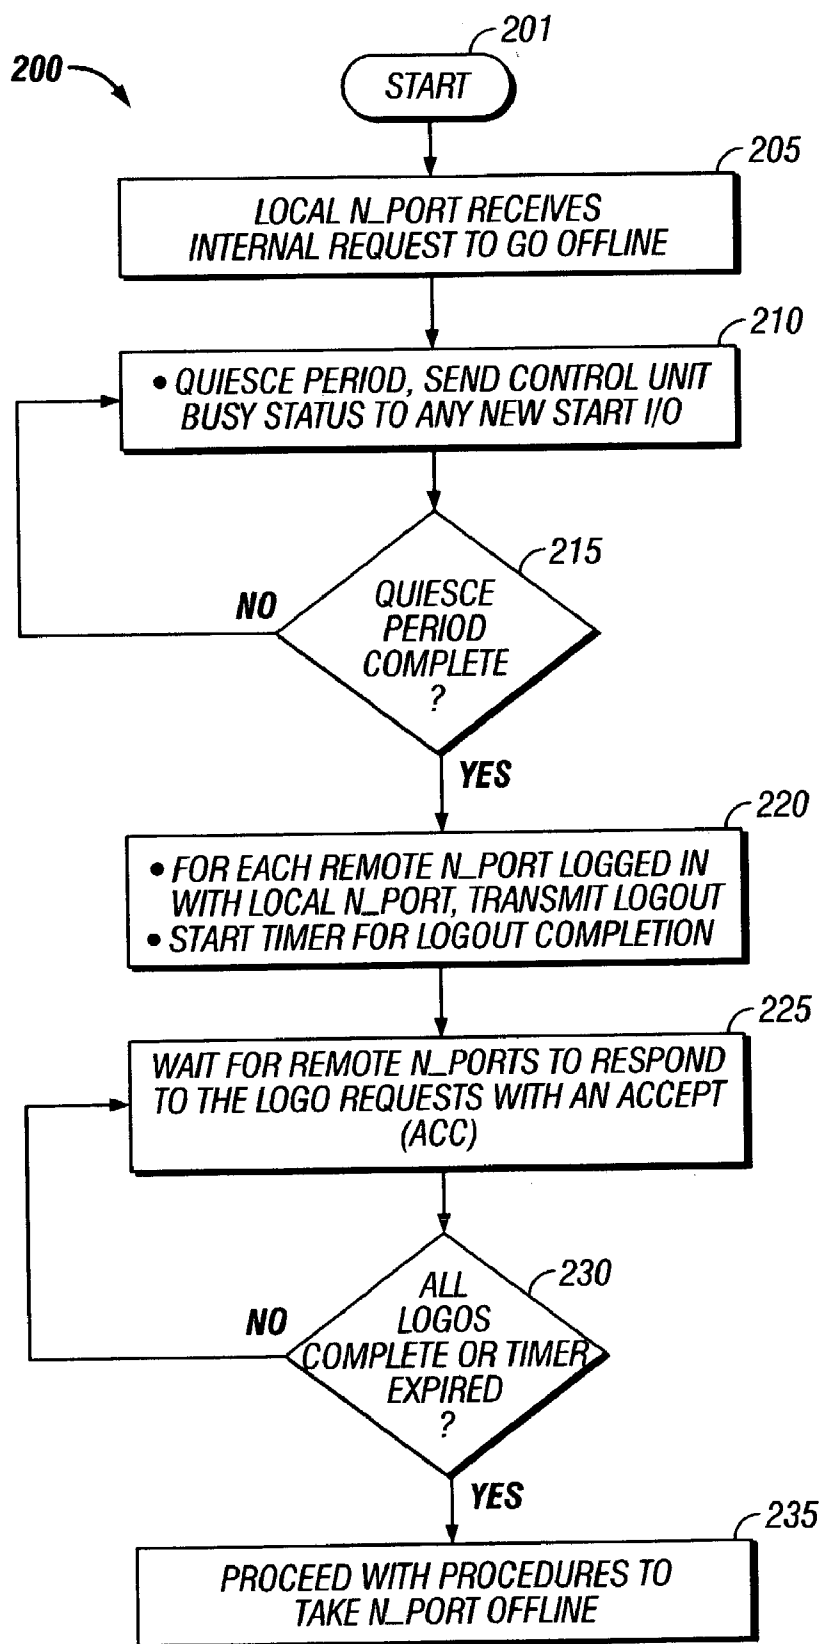 201
200
START
205
LOCAL N_PORT RECEIVES
INTERNAL REQUEST TO GO OFFLINE
210
• QUIESCE PERIOD, SEND CONTROL UNIT
BUSY STATUS TO ANY NEW START I/O
215
QUIESCE
PERIOD
COMPLETE
?
NO
YES
220
• FOR EACH REMOTE N_PORT LOGGED IN
WITH LOCAL N_PORT, TRANSMIT LOGOUT
• START TIMER FOR LOGOUT COMPLETION
225
WAIT FOR REMOTE N_PORTS TO RESPOND
TO THE LOGO REQUESTS WITH AN ACCEPT
(ACC)
230
ALL
LOGOS
COMPLETE OR TIMER
EXPIRED
?
NO
YES
235
PROCEED WITH PROCEDURES TO
TAKE N_PORT OFFLINE